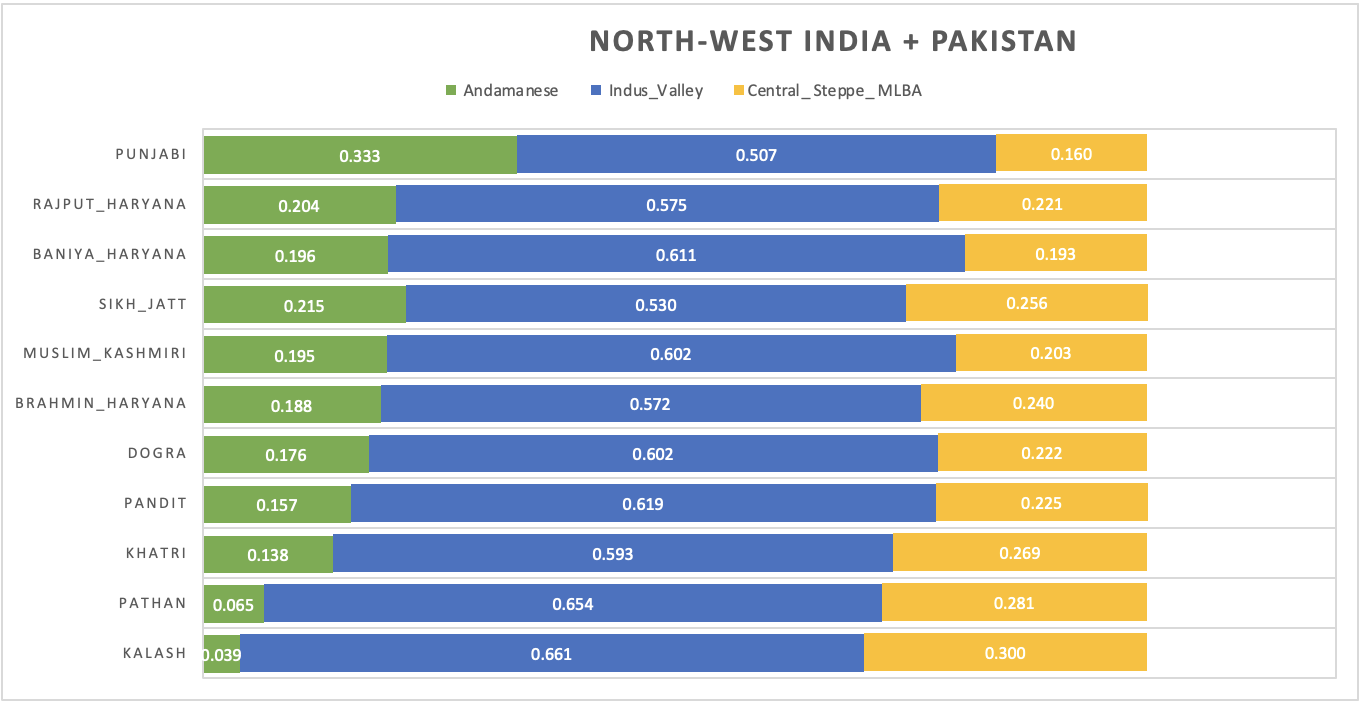 NORTH-WEST INDIA + PAKISTAN
Andamanese Indus_Valley Central_Steppe_MLBA
PUNJABI 0.333 0.507 0.160
RAJPUT_HARYANA 0.204 0.575 0.221
BANIYA_HARYANA 0.196 0.611 0.193
SIKH_JATT 0.215 0.530 0.256
MUSLIM_KASHMIRI 0.195 0.602 0.203
BRAHMIN_HARYANA 0.188 0.572 0.240
DOGRA 0.176 0.602 0.222
PANDIT 0.157 0.619 0.225
KHATRI 0.138 0.593 0.269
PATHAN 0.065 0.654 0.281
KALASH 0.039 0.661 0.300